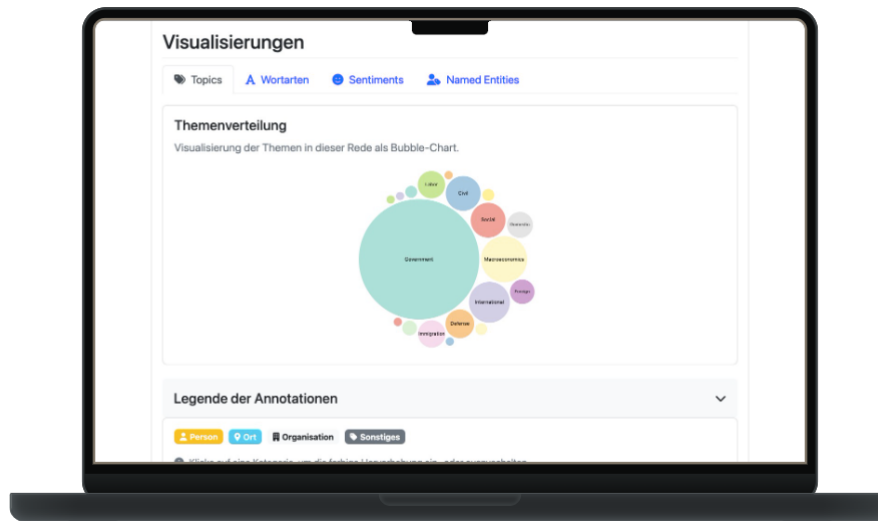 Visualisierungen
Topics
Wortarten
Sentiments
Named Entities
Themenverteilung
Visualisierung der Themen in dieser Rede als Bubble-Chart.
Labor
Civil
Social
Domestic
Government
Macroeconomics
Foreign
International
Defense
Immigration
Legende der Annotationen
Person
Ort
Organisation
Sonstiges